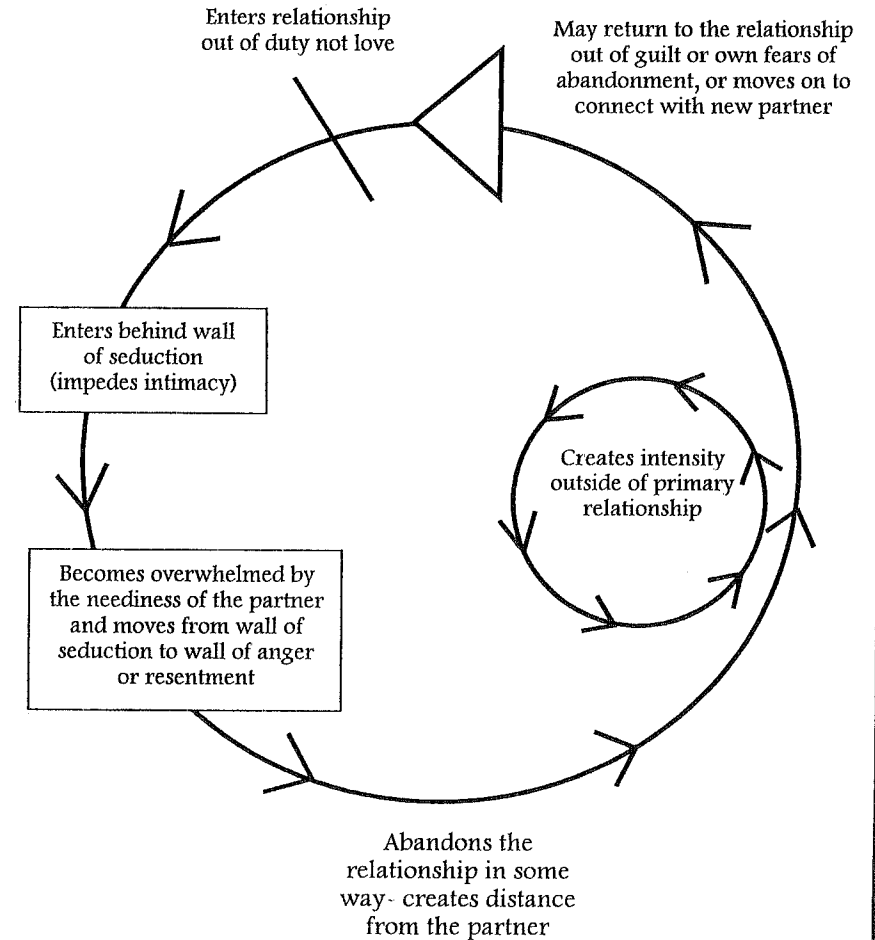 Enters relationship
out of duty not love
May return to the relationship
out of guilt or own fears of
abandonment, or moves on to
connect with new partner
Enters behind wall
of seduction
(impedes intimacy)
Creates intensity
outside of primary
relationship
Becomes overwhelmed by
the neediness of the partner
and moves from wall of
seduction to wall of anger
or resentment
Abandons the
relationship in some
way- creates distance
from the partner